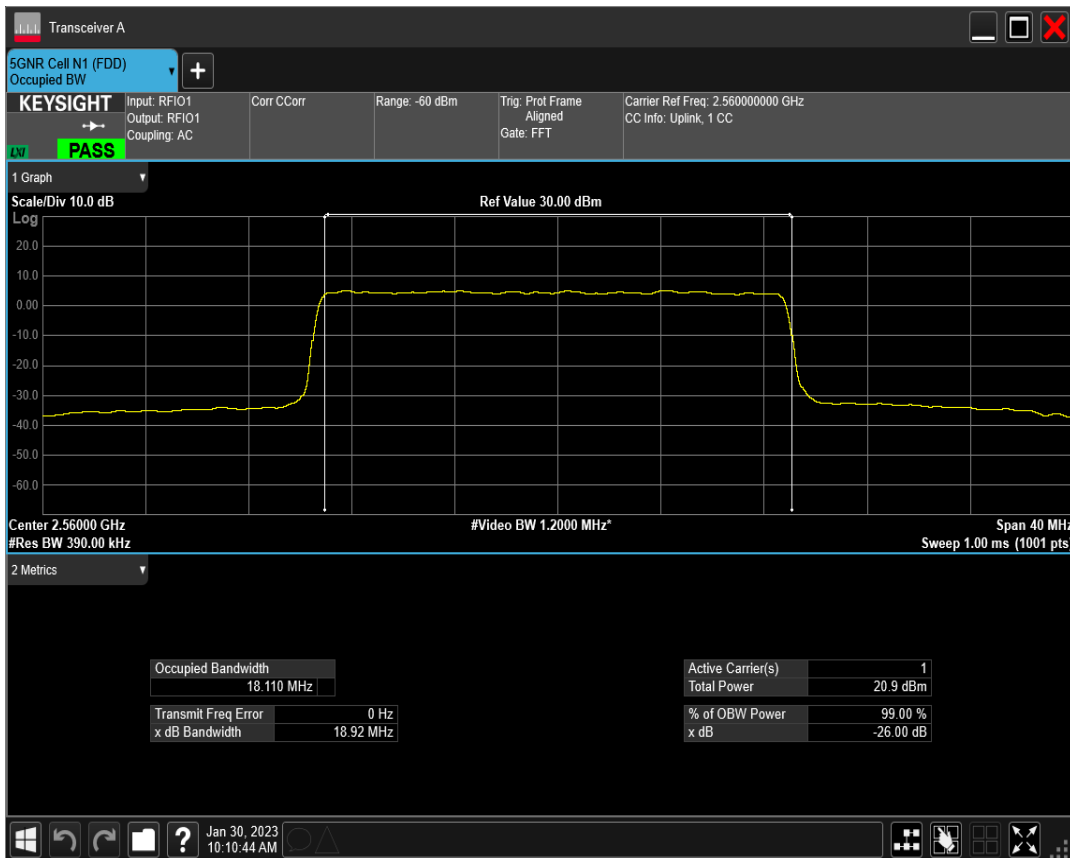 Transceiver A
5GNR Cell N1 (FDD)
Occupied BW
+
KEYSIGHT
LXI
PASS
Input: RFIO1
Output: RFIO1
Coupling: AC
Corr CCorr
Range: -60 dBm
Trig: Prot Frame
Aligned
Gate: FFT
Carrier Ref Freq: 2.560000000 GHz
CC Info: Uplink, 1 CC
1 Graph
Scale/Div 10.0 dB
Ref Value 30.00 dBm
Log
20.0
10.0
0.00
-10.0
-20.0
-30.0
-40.0
-50.0
-60.0
Center 2.56000 GHz
#Video BW 1.2000 MHz*
Span 40 MHz
#Res BW 390.00 kHz
Sweep 1.00 ms (1001 pts)
2 Metrics
Occupied Bandwidth
18.110 MHz
Transmit Freq Error 0 Hz
x dB Bandwidth 18.92 MHz
Active Carrier(s) 1
Total Power 20.9 dBm
% of OBW Power 99.00 %
x dB -26.00 dB
?
Jan 30, 2023
10:10:44 AM